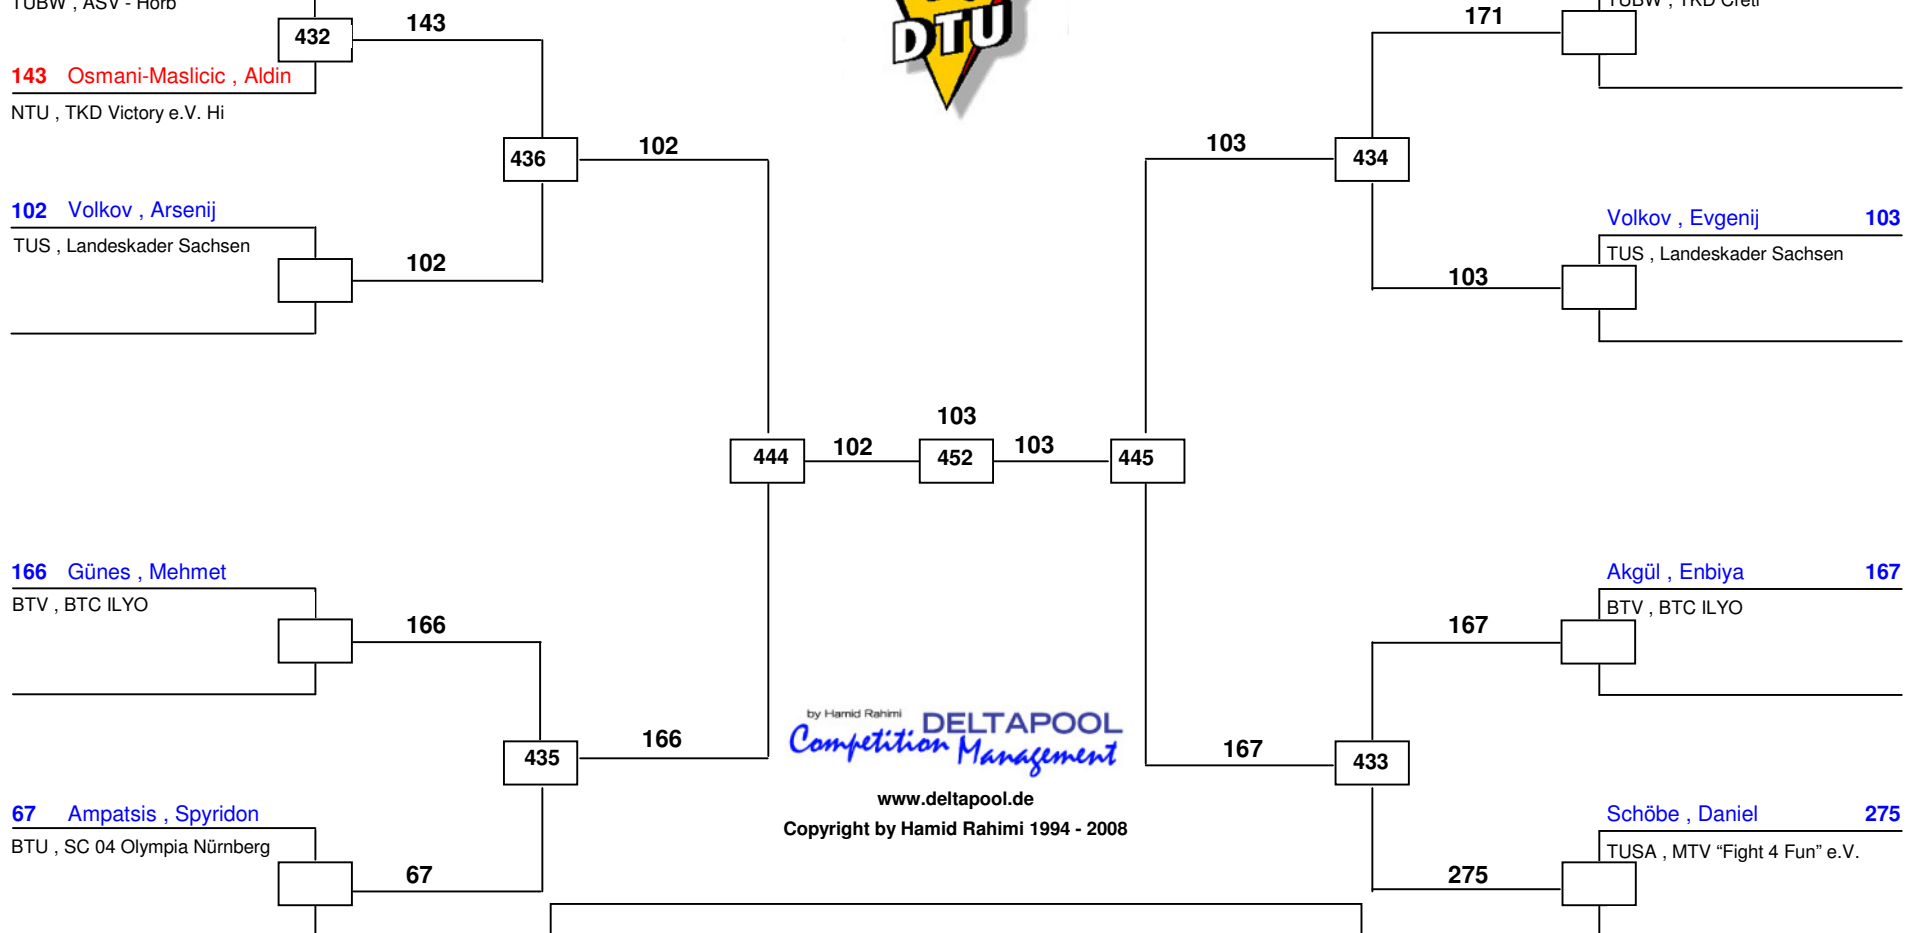 TUBW , ASV - Horb
432
143
143 Osmani-Maslicic , Aldin
NTU , TKD Victory e.V. Hi
436
102
102 Volkov , Arsenij
TUS , Landeskader Sachsen
102
DTU
171
TUBW , TKD Creti
103
434
Volkov , Evgenij 103
TUS , Landeskader Sachsen
103
103
444
102
452
103
445
166 Günes , Mehmet
BTV , BTC ILYO
166
435
166
67 Ampatsis , Spyridon
BTU , SC 04 Olympia Nürnberg
67
by Hamid Rahimi DELTAPOOL
Competition Management
www.deltapool.de
Copyright by Hamid Rahimi 1994 - 2008
Akgül , Enbiya 167
BTV , BTC ILYO
167
167
433
Schöbe , Daniel 275
TUSA , MTV “Fight 4 Fun” e.V.
275